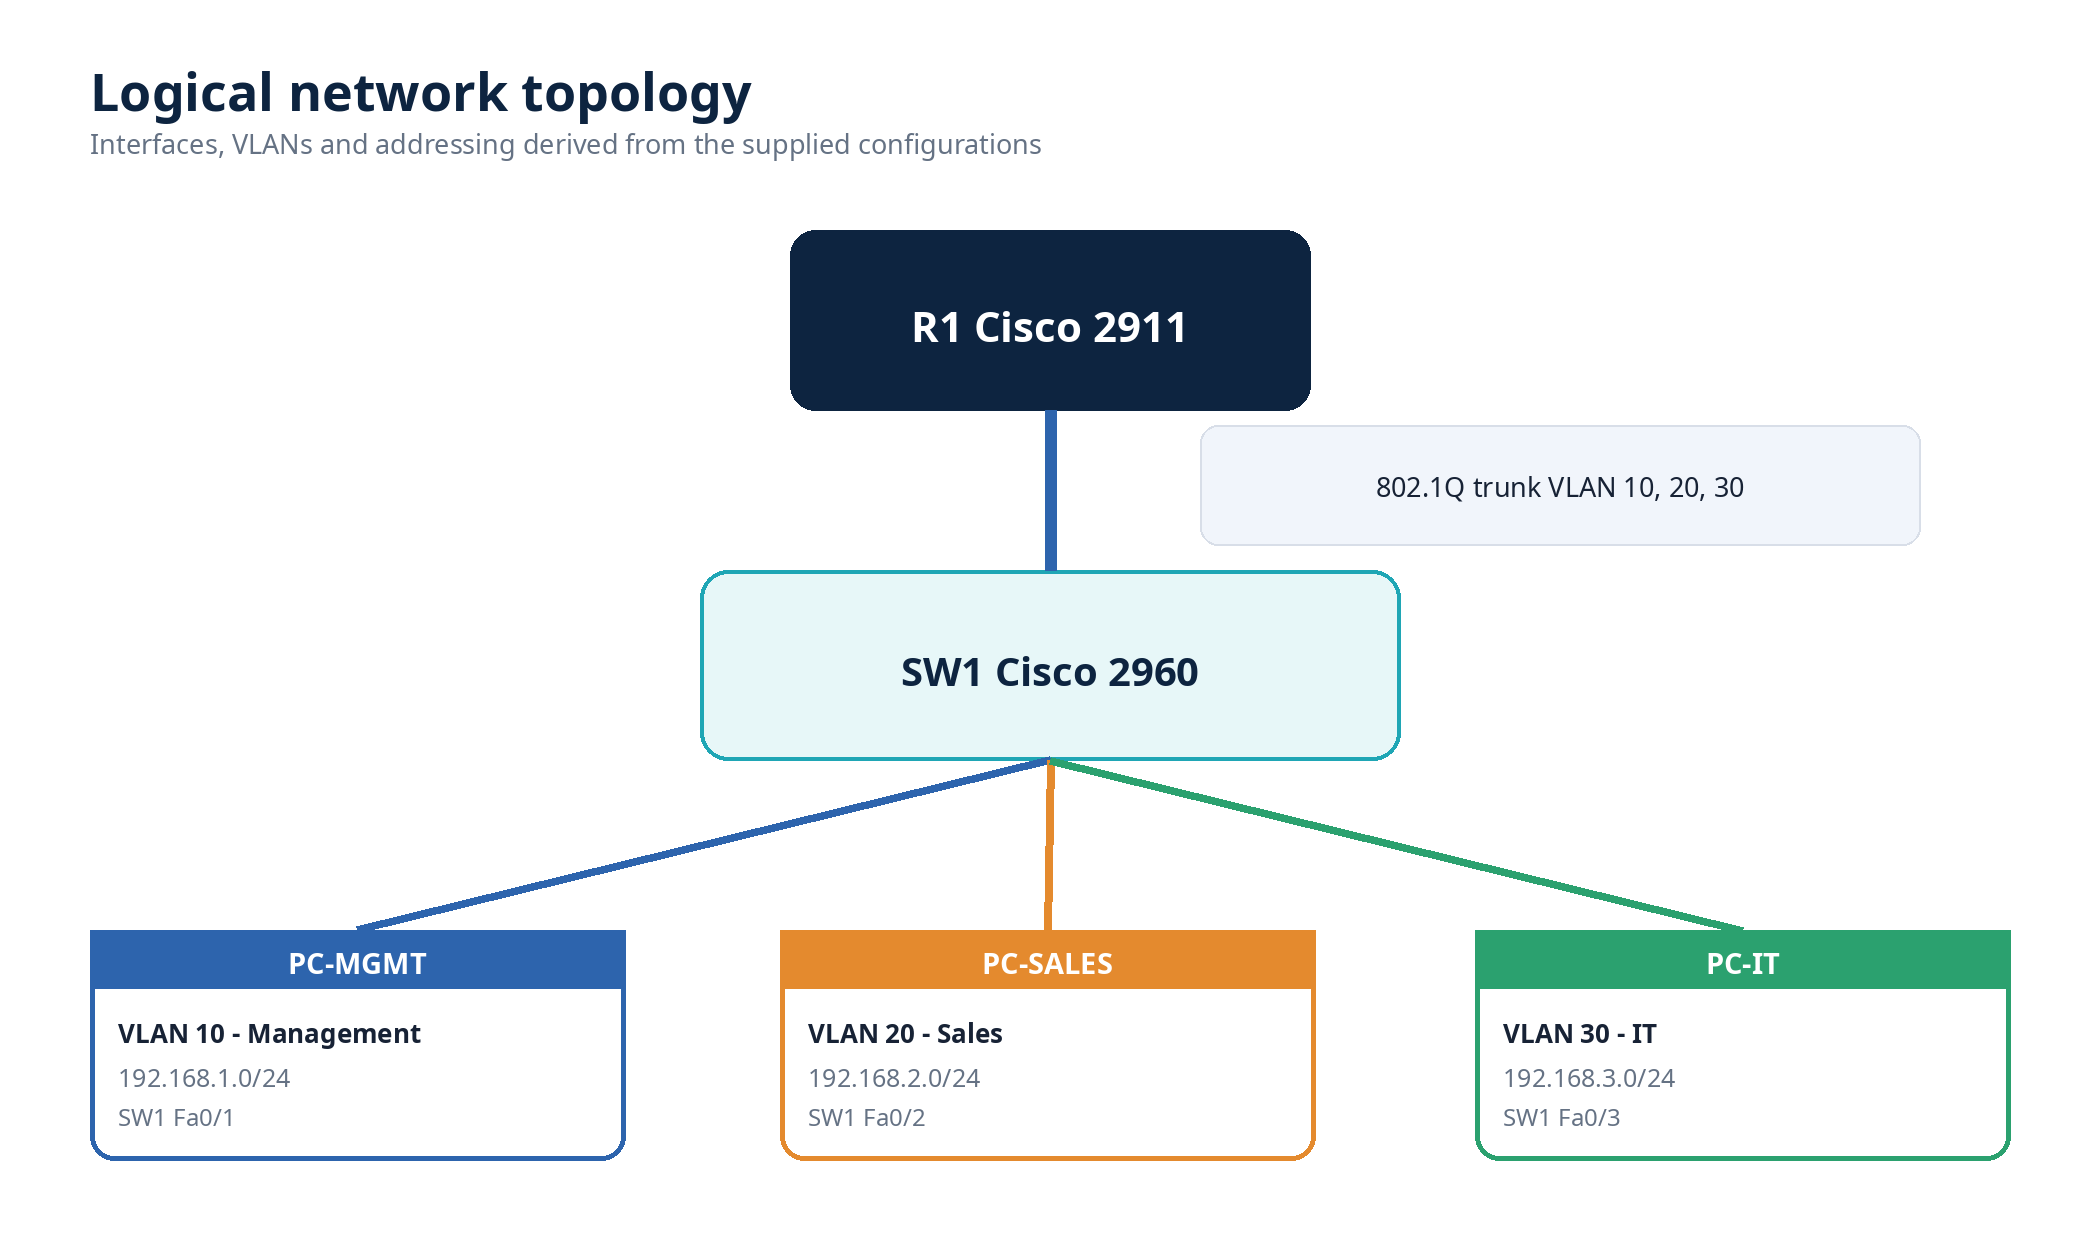 Logical network topology
Interfaces, VLANs and addressing derived from the supplied configurations
R1 Cisco 2911
802.1Q trunk VLAN 10, 20, 30
SW1 Cisco 2960
PC-MGMT
VLAN 10 - Management
192.168.1.0/24
SW1 Fa0/1
PC-SALES
VLAN 20 - Sales
192.168.2.0/24
SW1 Fa0/2
PC-IT
VLAN 30 - IT
192.168.3.0/24
SW1 Fa0/3